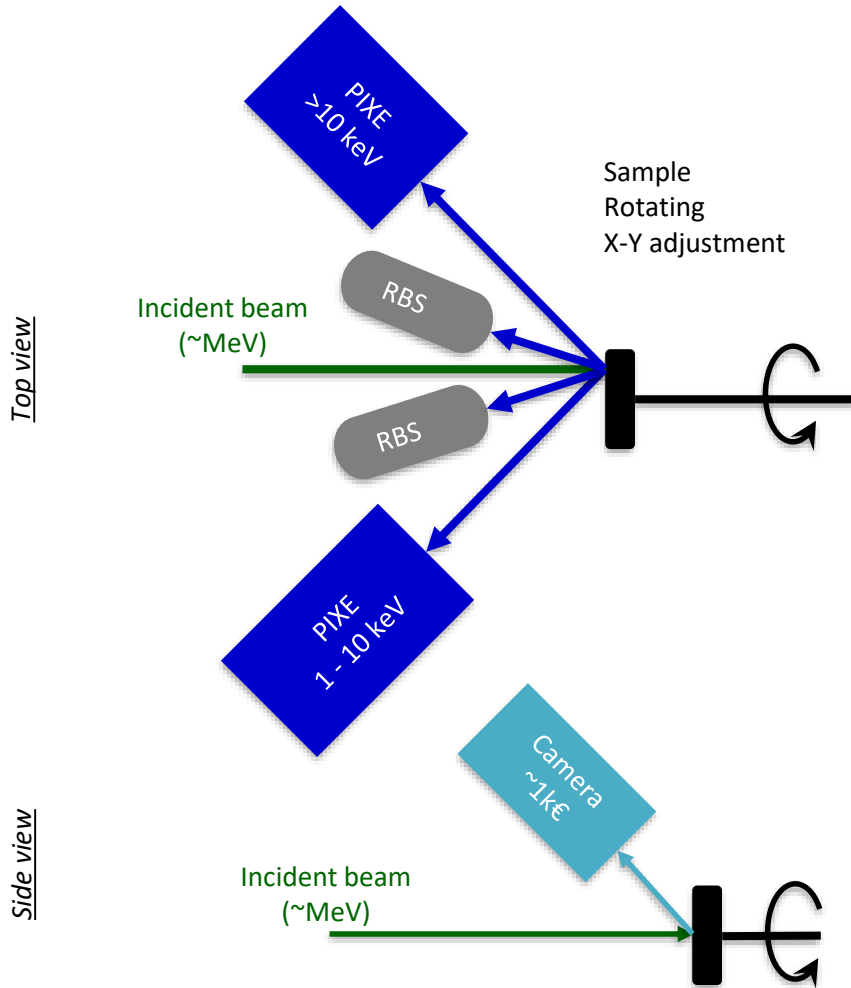 PIXE
>10 keV
Sample
Rotating
X-Y adjustment
RBS
Incident beam
(~MeV)
Top view
RBS
PIXE
1 - 10 keV
Camera
~1k€
Side view
Incident beam
(~MeV)